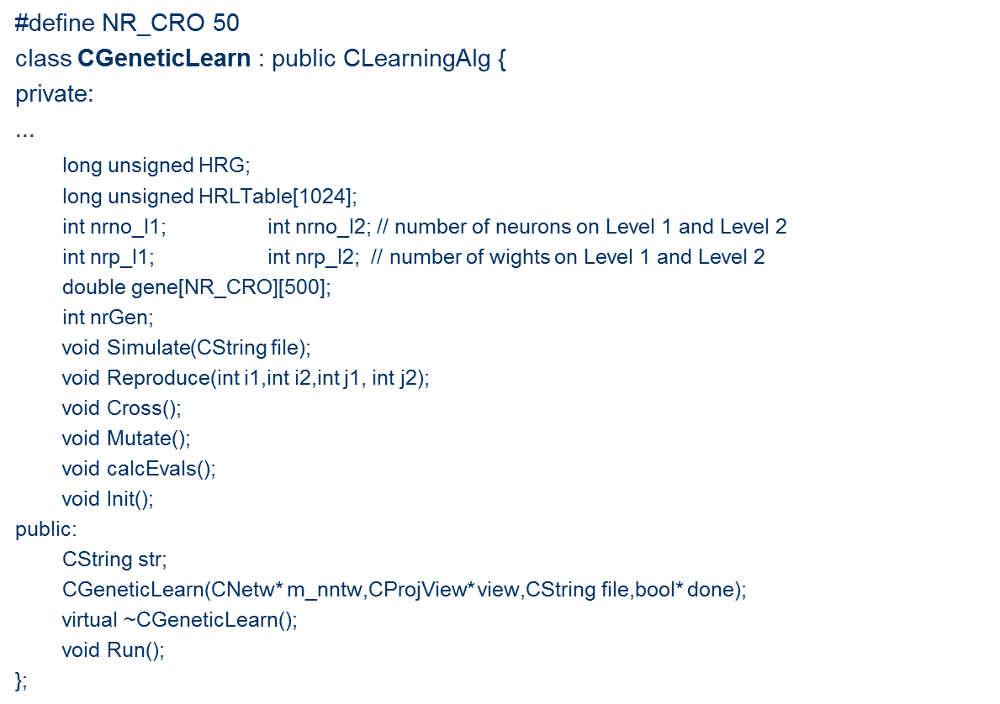 #define NR_CRO 50
class CGeneticLearn : public CLearningAlg {
private:
...
long unsigned HRG;
long unsigned HRLTable[1024];
int nrno_l1; int nrno_l2; // number of neurons on Level 1 and Level 2
int nrp_l1; int nrp_l2; // number of wights on Level 1 and Level 2
double gene[NR_CRO][500];
int nrGen;
void Simulate(CString file);
void Reproduce(int i1,int i2,int j1, int j2);
void Cross();
void Mutate();
void calcEvals();
void Init();
public:
CString str;
CGeneticLearn(CNetw* m_nntw,CProjView* view,CString file,bool* done);
virtual ~CGeneticLearn();
void Run();
};